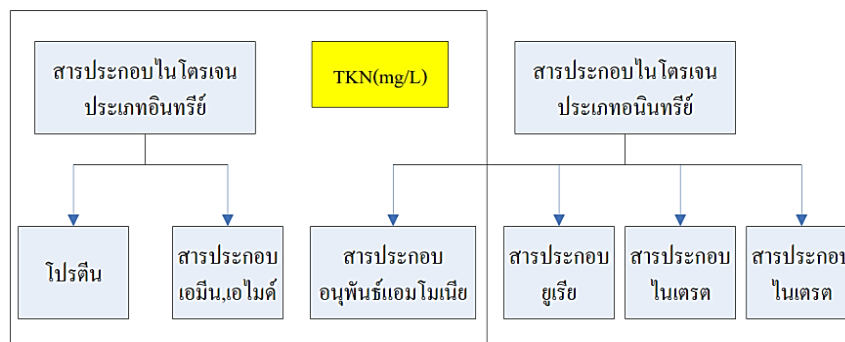 สารประกอบไนโตรเจน
ประเภทอินทรีย์
TKN(mg/L)
สารประกอบไนโตรเจน
ประเภทอนินทรีย์
โปรตีน
สารประกอบ
เอมีน,เอไมด์
สารประกอบ
อนุพันธ์แอมโมเนีย
สารประกอบ
ยูเรีย
สารประกอบ
ไนเตรต
สารประกอบ
ไนเตรต